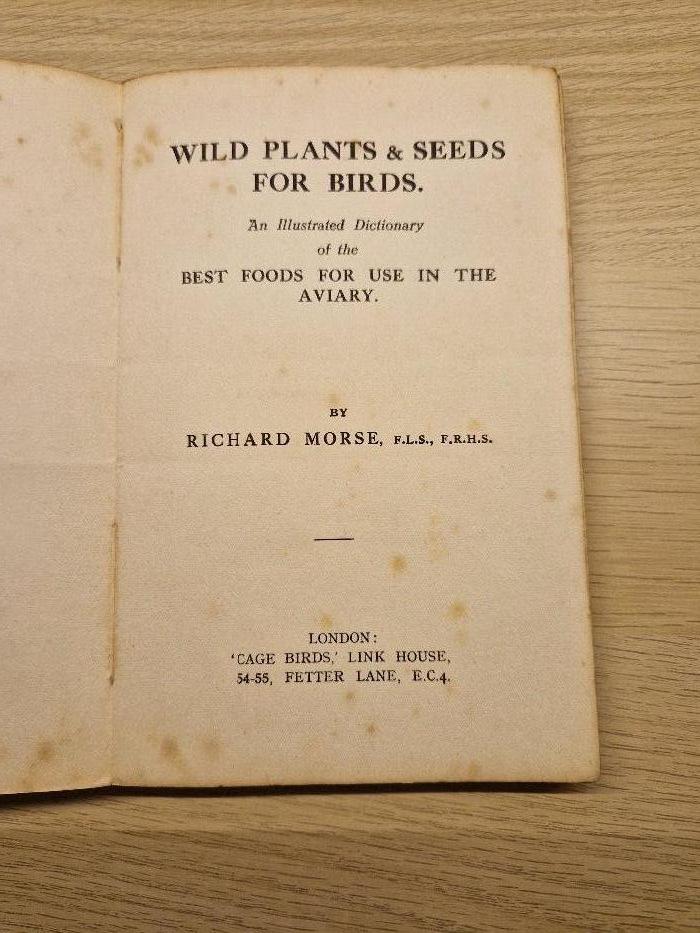 WILD PLANTS & SEEDS
FOR BIRDS.
An Illustrated Dictionary
of the
BEST FOODS FOR USE IN THE
AVIARY.
BY
RICHARD MORSE, F.L.S., F.R.H.S.
LONDON:
'CAGE BIRDS,' LINK HOUSE,
54-55, FETTER LANE, E.C.4.